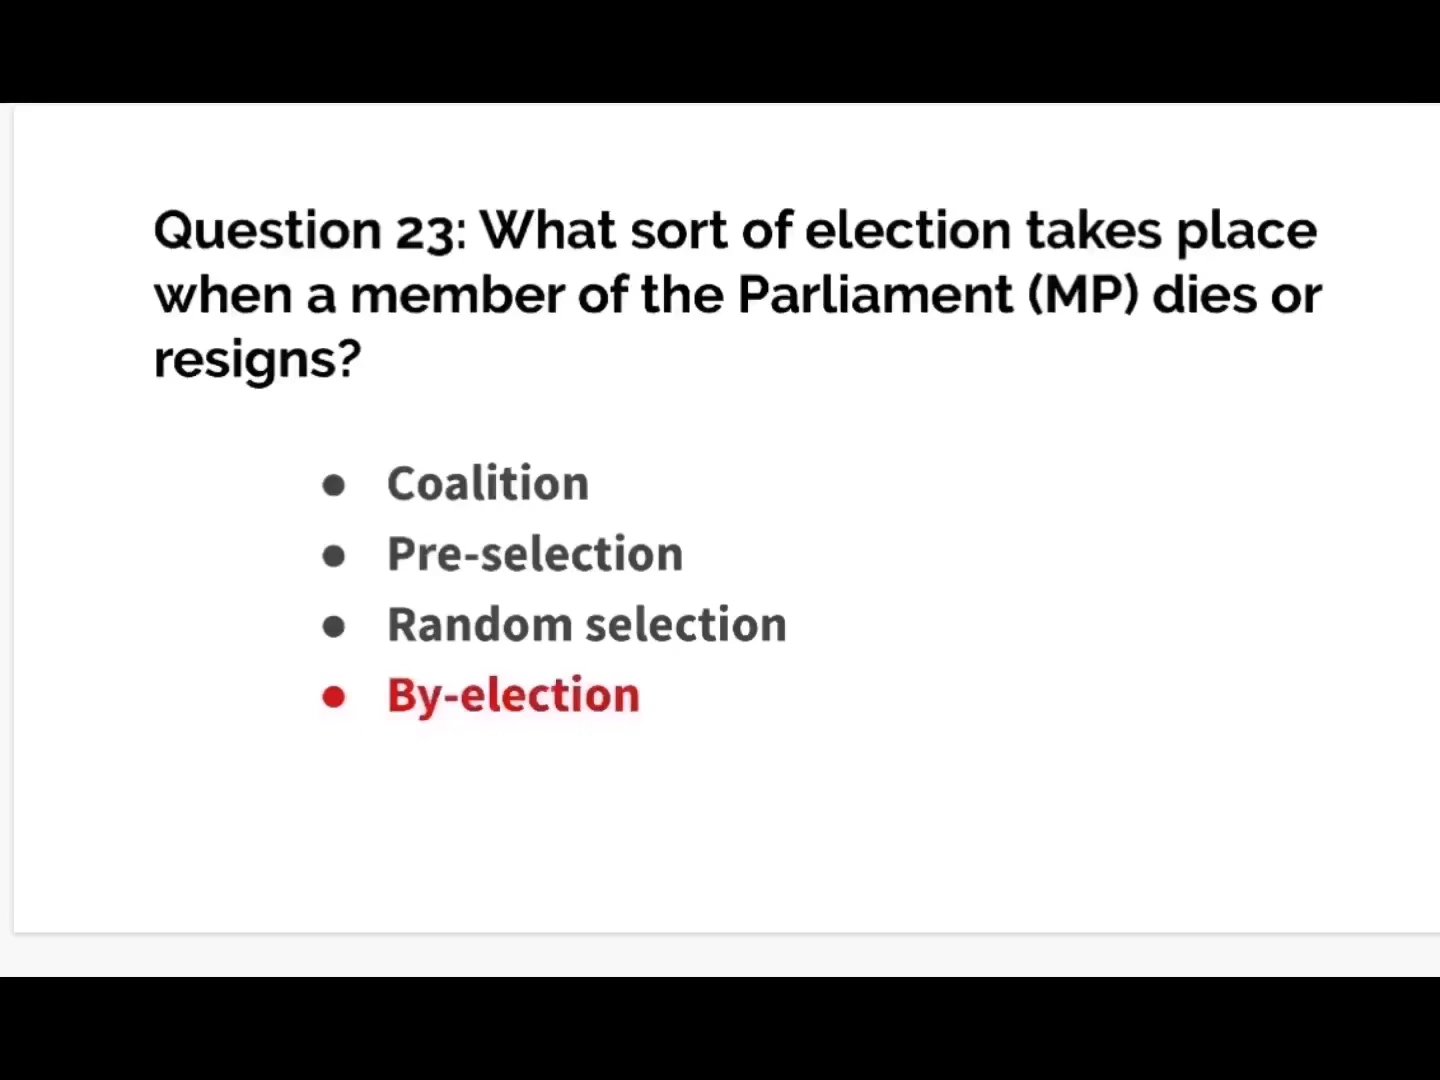 Question 23: What sort of election takes place
when a member of the Parliament (MP) dies or
resigns?
● Coalition
● Pre-selection
● Random selection
● By-election